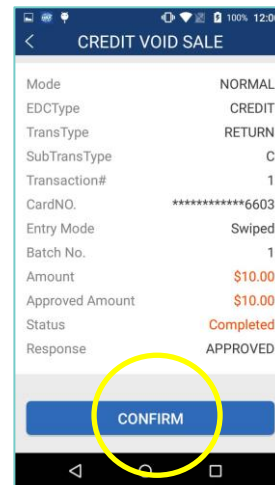 100% 12:0
CREDIT VOID SALE
Mode NORMAL
EDCType CREDIT
TransType RETURN
SubTransType C
Transaction# 1
CardNO. ************6603
Entry Mode Swiped
Batch No. 1
Amount $10.00
Approved Amount $10.00
Status Completed
Response APPROVED
CONFIRM